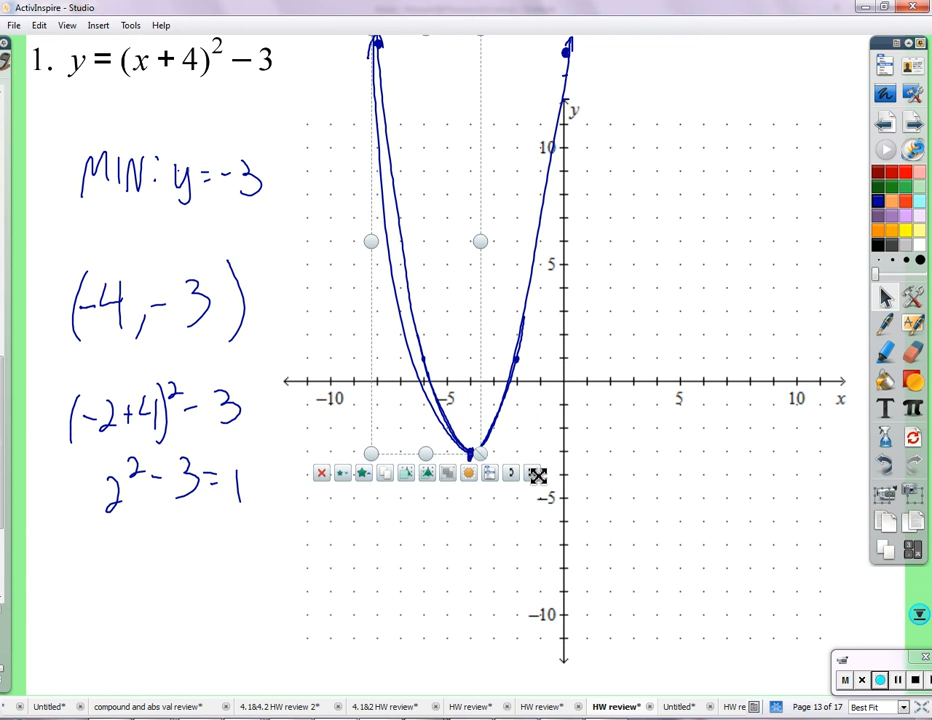 ActivInspire - Studio
File Edit View Insert Tools Help
1. y = (x + 4)² − 3
MIN: y = -3
(-4, -3)
(-2+4)² - 3
2² - 3 = 1
y
10
5
−10 −5 5 10 x
−5
−10
T π
M
Untitled* compound and abs val review* 4.1&4.2 HW review 2* 4.1&2 HW review* HW review* HW review* HW review* Untitled* HW re Page 13 of 17 Best Fit